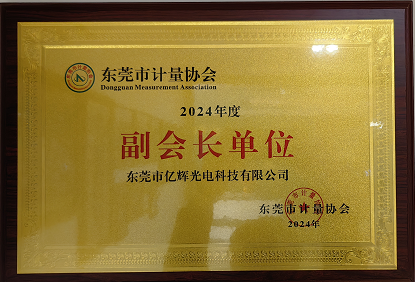 东莞市计量协会
Dongguan Measurement Association
2024年度
副会长单位
东莞市亿辉光电科技有限公司
东莞市计量协会
2024年